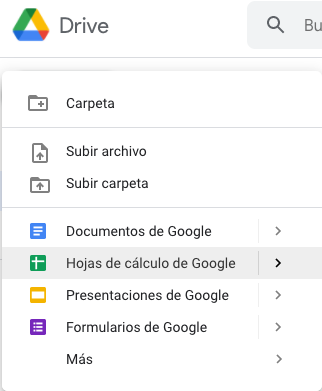 Drive
Bu
Carpeta
Subir archivo
Subir carpeta
Documentos de Google
Hojas de cálculo de Google
Presentaciones de Google
Formularios de Google
Más